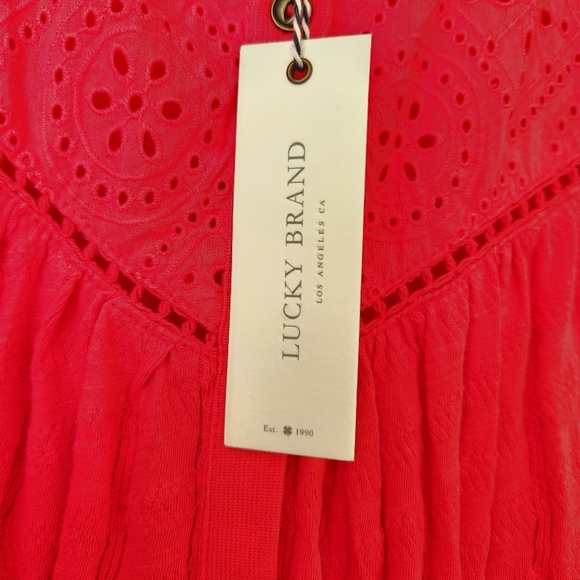 LUCKY BRAND
LOS ANGELES CA
Est. 1990